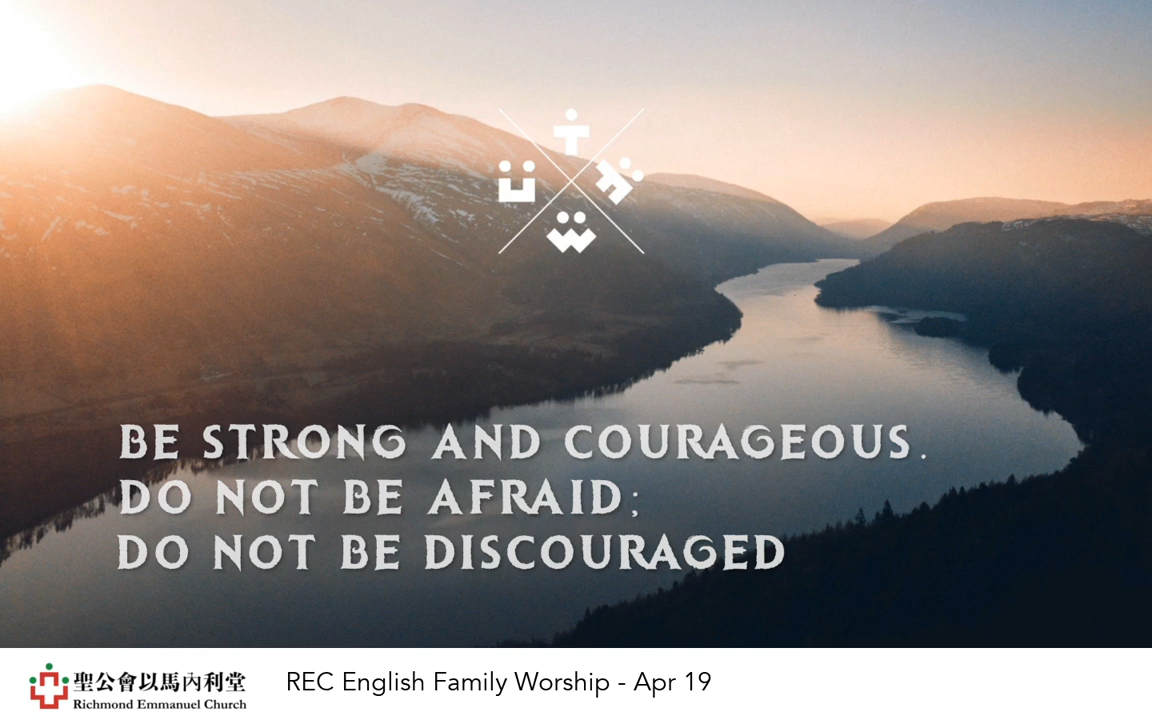 BE STRONG AND COURAGEOUS.
DO NOT BE AFRAID;
DO NOT BE DISCOURAGED
聖公會以馬內利堂
Richmond Emmanuel Church
REC English Family Worship - Apr 19